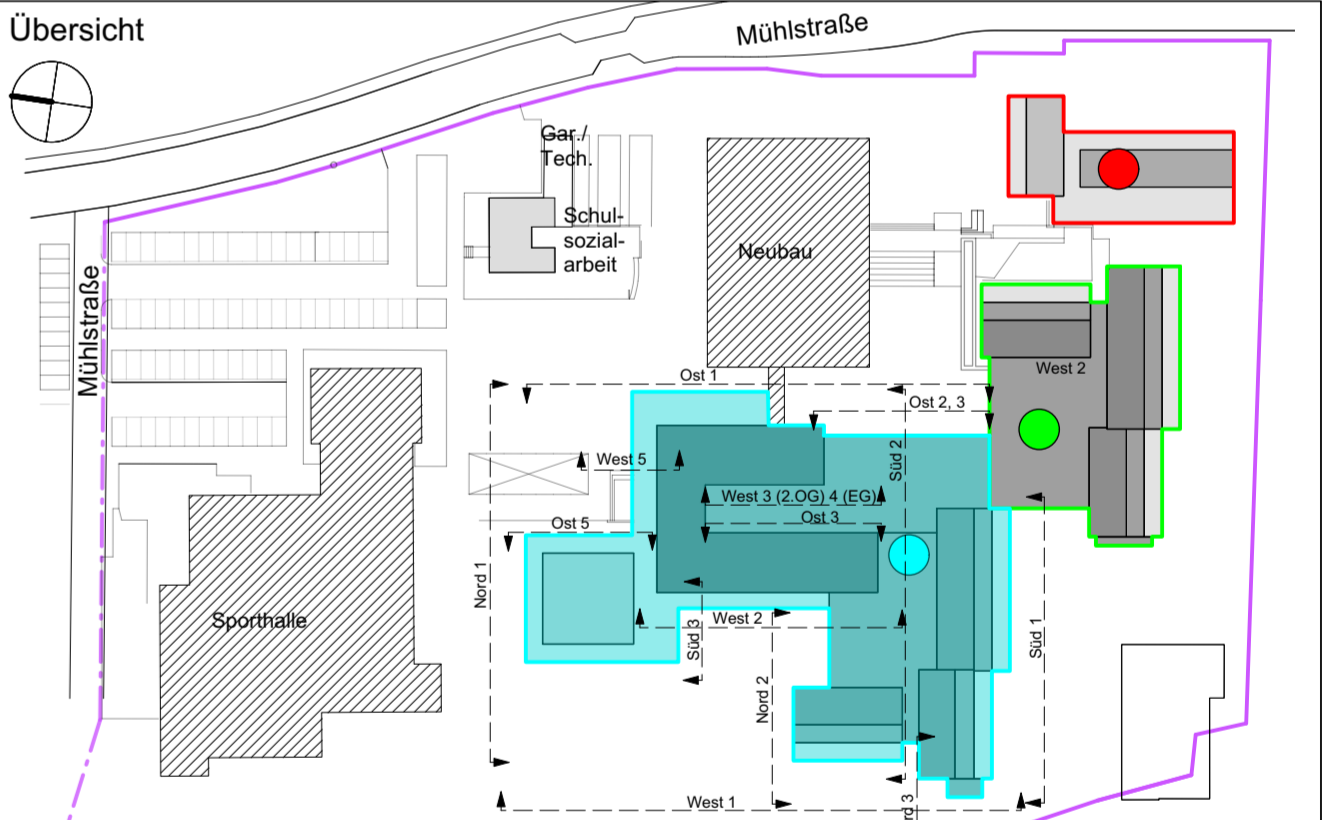 Übersicht
Mühlstraße
Gar./
Tech.
Schul-
sozial-
arbeit
Neubau
Mühlstraße
West 2
Ost 1
Ost 2, 3
Süd 2
West 5
West 3 (2.OG) 4 (EG)
Ost 3
Ost 5
Nord 1
Sporthalle
Süd 3
West 2
Süd 1
Nord 2
West 1
rd 3